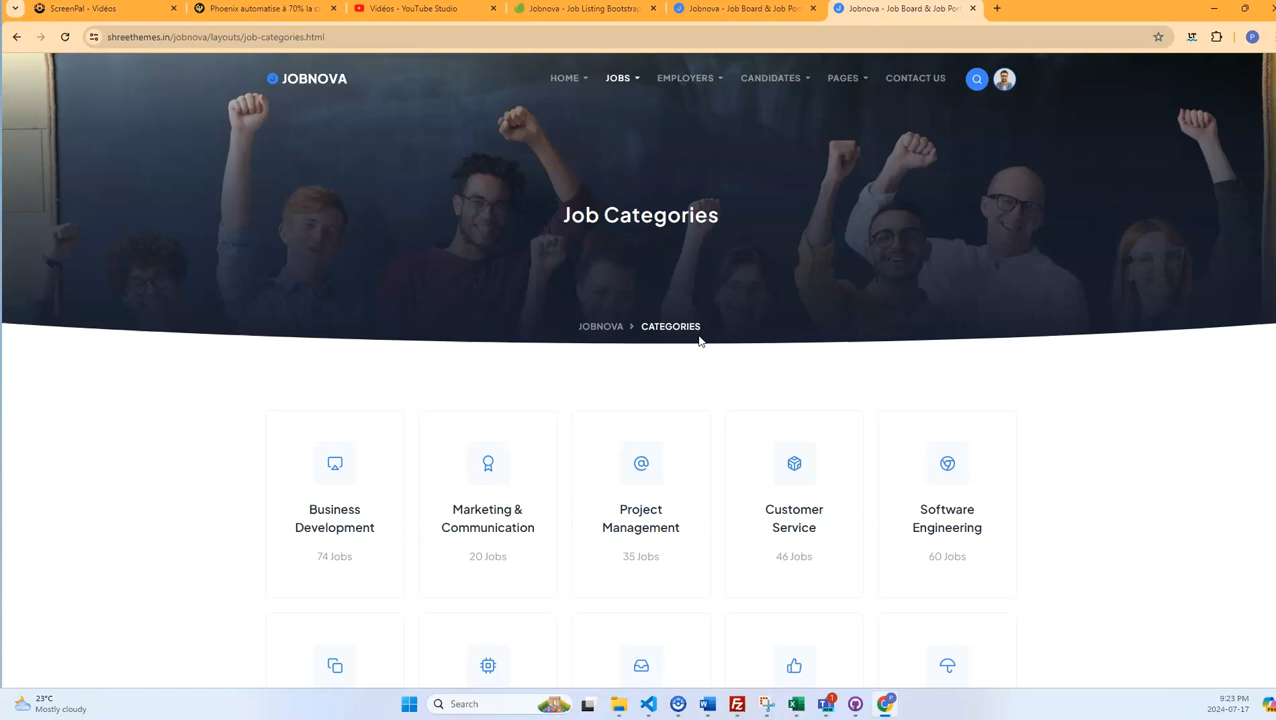 ScreenPal - Vidéos
Phoenix automatise à 70% la c
Vidéos - YouTube Studio
Jobnova - Job Listing Bootstrap
Jobnova - Job Board & Job Por
Jobnova - Job Board & Job Por
shreethemes.in/jobnova/layouts/job-categories.html
LT
P
JOBNOVA
HOME
JOBS
EMPLOYERS
CANDIDATES
PAGES
CONTACT US
Job Categories
JOBNOVA > CATEGORIES
Business
Development
74 Jobs
Marketing &
Communication
20 Jobs
Project
Management
35 Jobs
Customer
Service
46 Jobs
Software
Engineering
60 Jobs
23°C
Mostly cloudy
Search
1
P
9:23 PM
2024-07-17